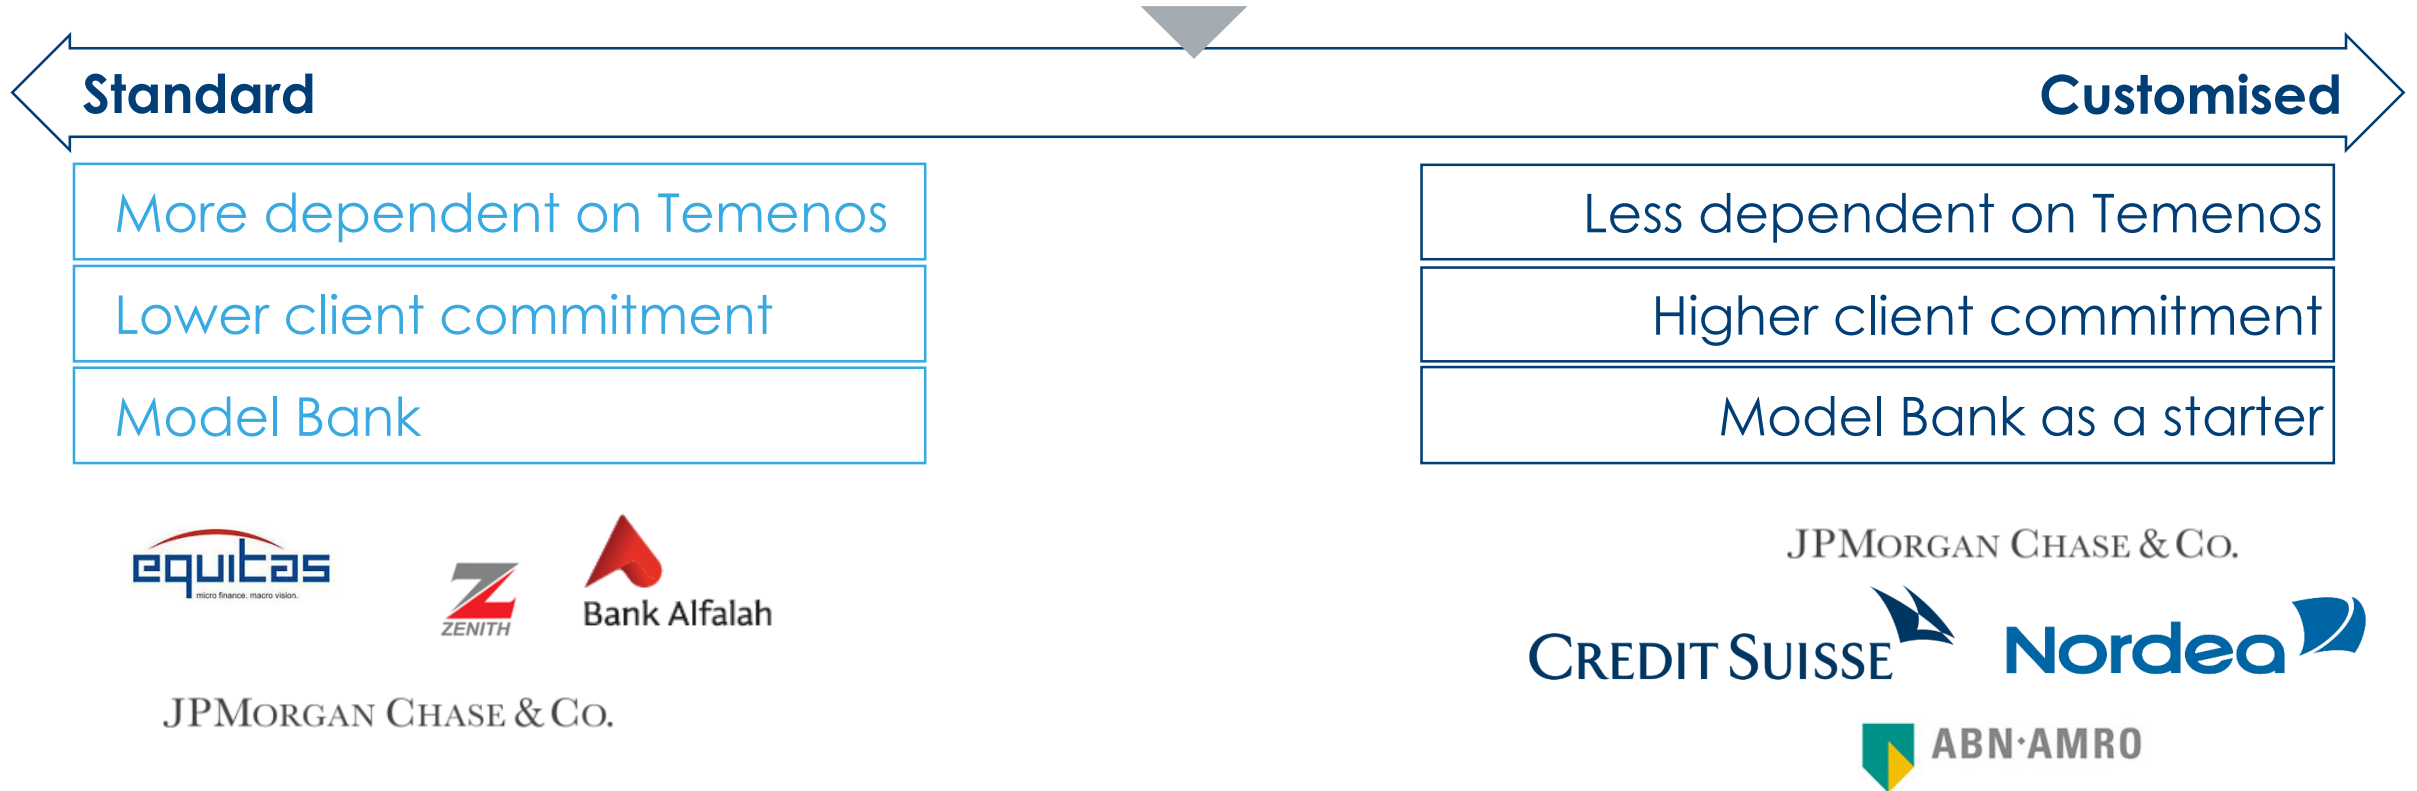 Standard
Customised
More dependent on Temenos
Lower client commitment
Model Bank
Less dependent on Temenos
Higher client commitment
Model Bank as a starter
equitas
micro finance. macro vision.
ZENITH
Bank Alfalah
JPMORGAN CHASE & CO.
JPMORGAN CHASE & CO.
CREDIT SUISSE
Nordea
ABN·AMRO